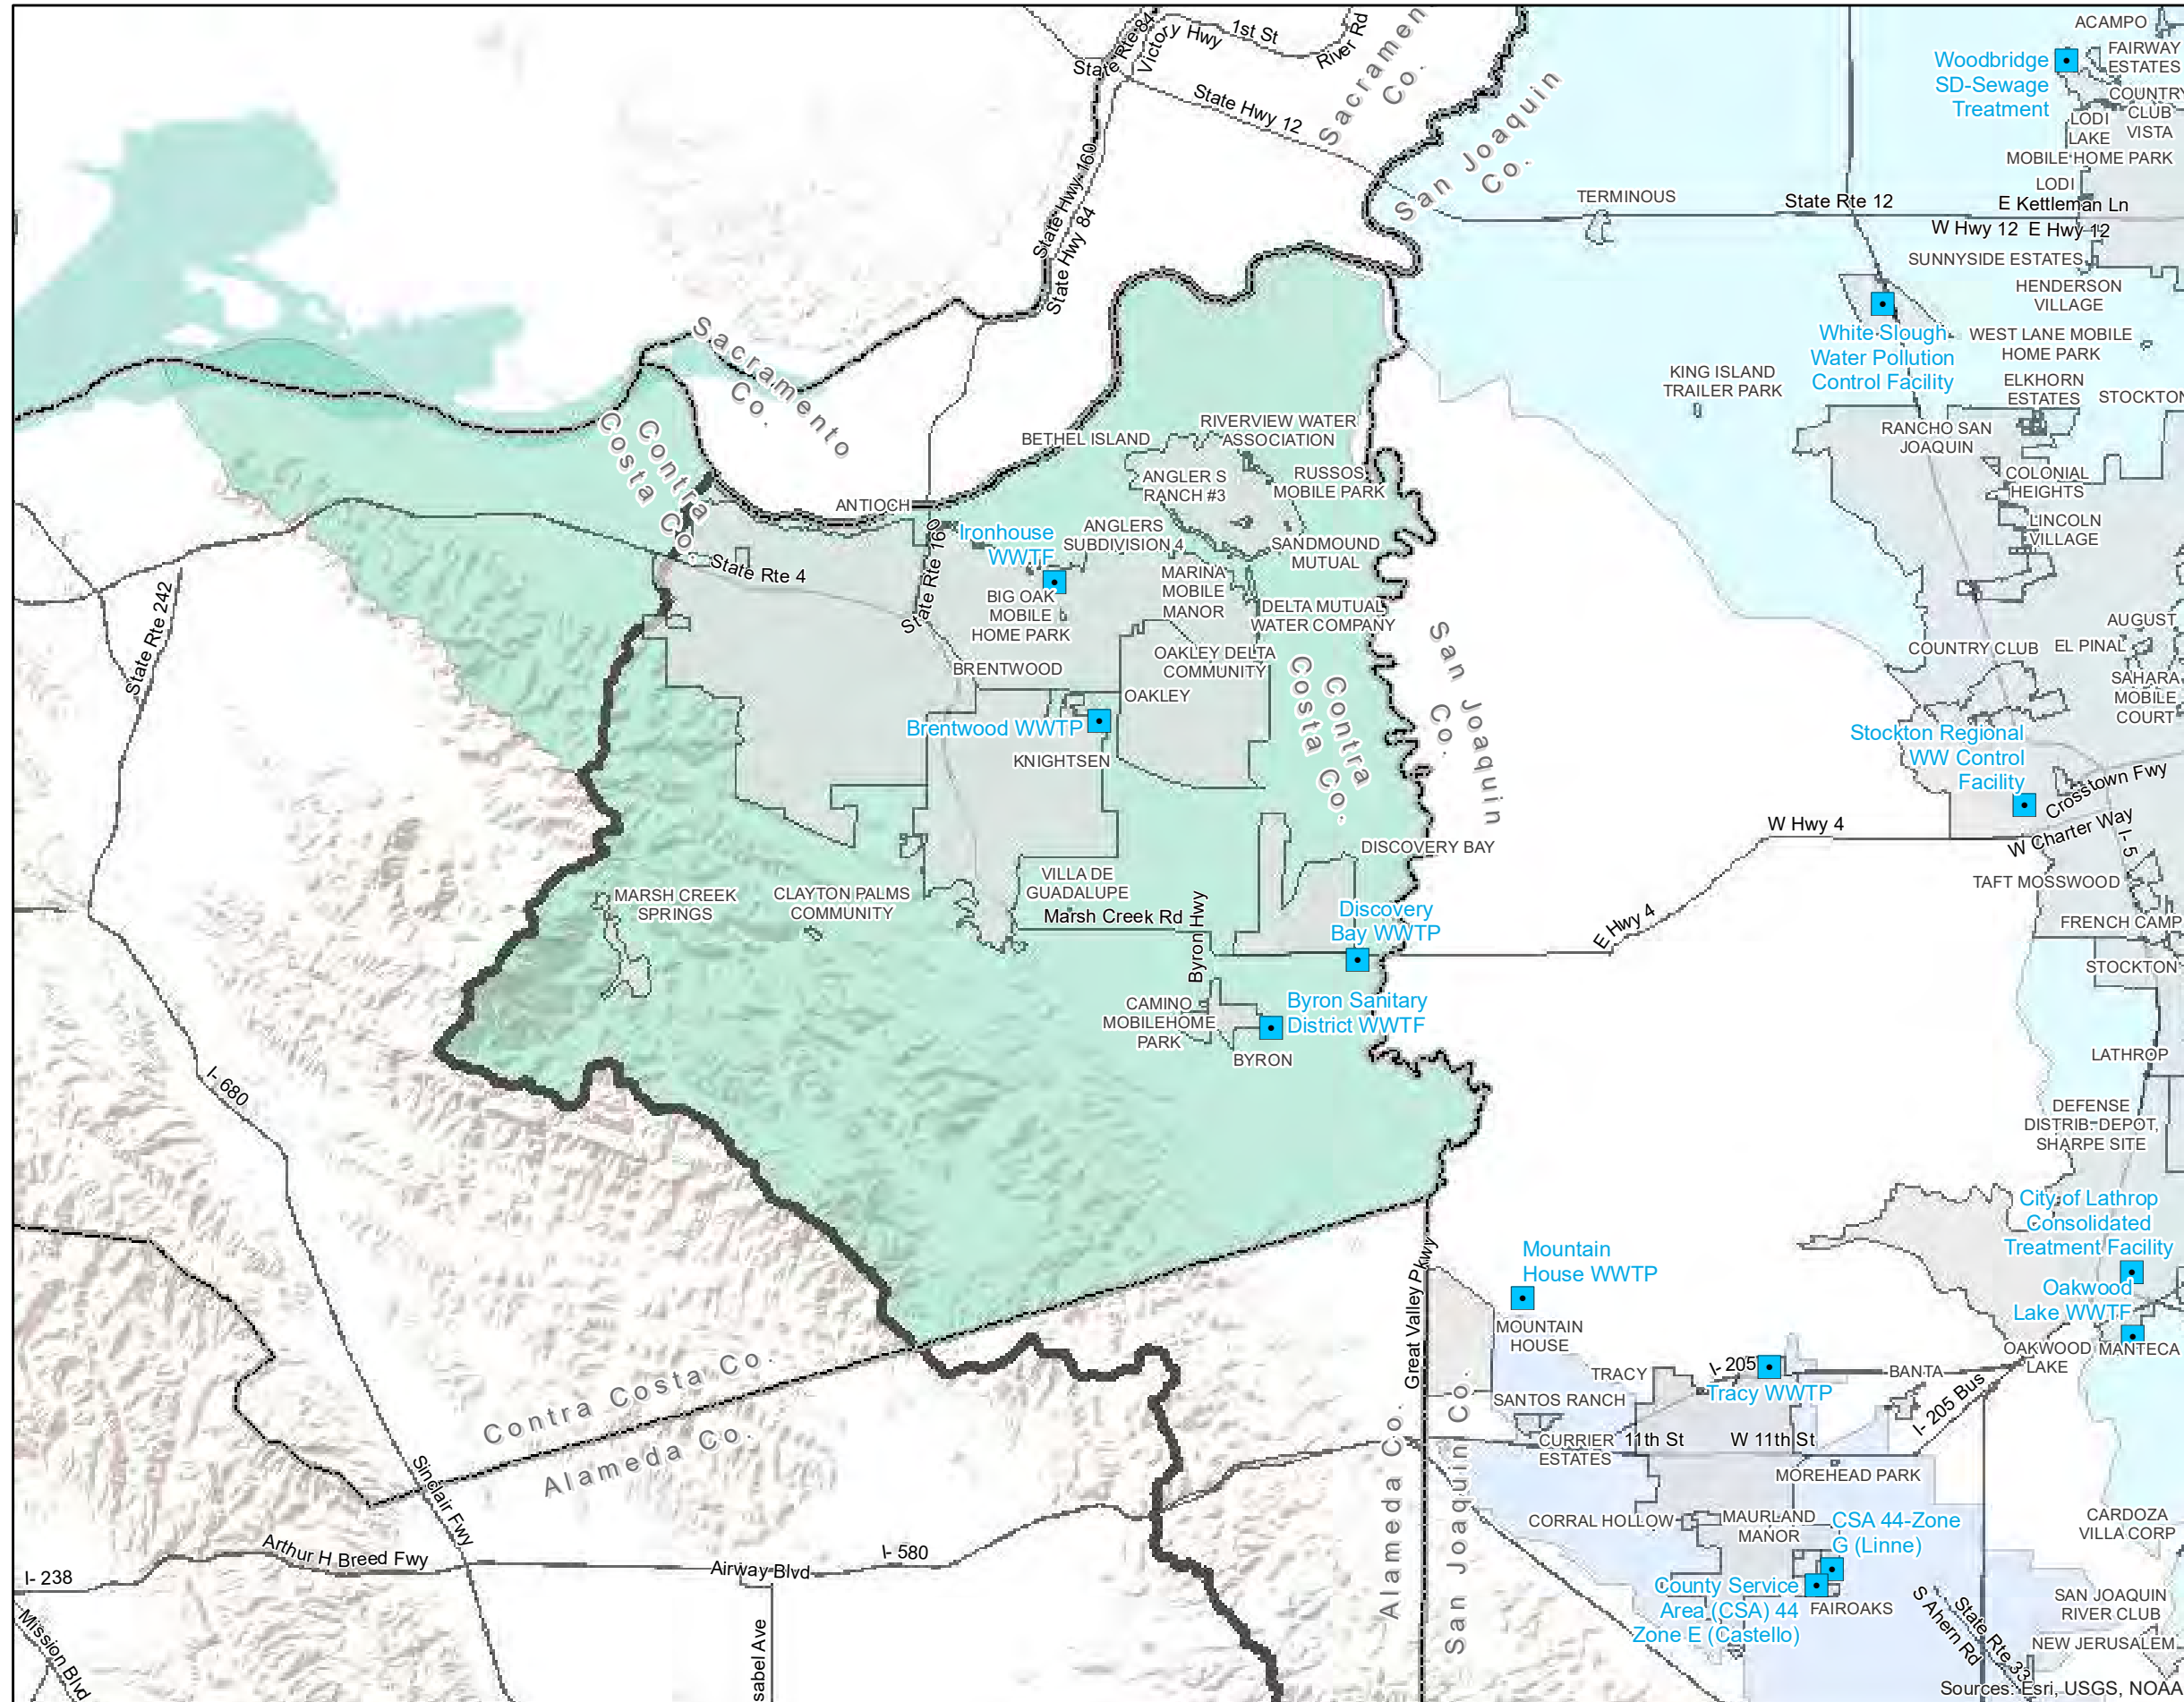 State Rte 84
Victory Hwy
1st St
River Rd
Sacramen
Co.
San Joaquin
Co.
State Hwy 12
State Hwy 160
State Hwy 84
ACAMPO
Woodbridge
SD-Sewage
Treatment
FAIRWAY
ESTATES
COUNTRY
CLUB
VISTA
LODI
LAKE
MOBILE HOME PARK
LODI
TERMINOUS
State Rte 12
E Kettleman Ln
W Hwy 12
E Hwy 12
SUNNYSIDE ESTATES
HENDERSON
VILLAGE
White Slough
Water Pollution
Control Facility
WEST LANE MOBILE
HOME PARK
KING ISLAND
TRAILER PARK
ELKHORN
ESTATES
STOCKTON
RANCHO SAN
JOAQUIN
COLONIAL
HEIGHTS
LINCOLN
VILLAGE
Sacramento
Co.
Contra
Costa Co.
BETHEL ISLAND
RIVERVIEW WATER
ASSOCIATION
ANGLER S
RANCH #3
RUSSOS
MOBILE PARK
ANTIOCH
State Rte 160
Ironhouse
WWTF
ANGLERS
SUBDIVISION 4
SANDMOUND
MUTUAL
State Rte 4
State Rte 242
BIG OAK
MOBILE
HOME PARK
MARINA
MOBILE
MANOR
DELTA MUTUAL
WATER COMPANY
BRENTWOOD
OAKLEY DELTA
COMMUNITY
OAKLEY
Brentwood WWTP
KNIGHTSEN
Contra
Costa Co.
San Joaquin
Co.
AUGUST
COUNTRY CLUB
EL PINAL
SAHARA
MOBILE
COURT
Stockton Regional
WW Control
Facility
Crosstown Fwy
W Hwy 4
W Charter Way
I- 5
DISCOVERY BAY
TAFT MOSSWOOD
MARSH CREEK
SPRINGS
CLAYTON PALMS
COMMUNITY
VILLA DE
GUADALUPE
Marsh Creek Rd
Byron Hwy
Discovery
Bay WWTP
E Hwy 4
FRENCH CAMP
STOCKTON
CAMINO
MOBILEHOME
PARK
Byron Sanitary
District WWTF
BYRON
LATHROP
I- 680
DEFENSE
DISTRIB. DEPOT,
SHARPE SITE
City of Lathrop
Consolidated
Treatment Facility
Great Valley Pkwy
Mountain
House WWTP
Oakwood
Lake WWTF
MOUNTAIN
HOUSE
OAKWOOD
LAKE
MANTECA
TRACY
I- 205
BANTA
Tracy WWTP
I- 205 Bus
SANTOS RANCH
Contra Costa Co.
Alameda Co.
CURRIER
ESTATES
11th St
W 11th St
MOREHEAD PARK
Sinclair Fwy
Alameda Co.
San Joaquin Co.
CORRAL HOLLOW
MAURLAND
MANOR
CSA 44-Zone
G (Linne)
CARDOZA
VILLA CORP
Arthur H Breed Fwy
I- 580
Airway Blvd
I- 238
County Service
Area (CSA) 44
Zone E (Castello)
FAIROAKS
S Ahern Rd
State Rte 33
SAN JOAQUIN
RIVER CLUB
NEW JERUSALEM
Mission Blvd
sabel Ave
Sources: Esri, USGS, NOAA